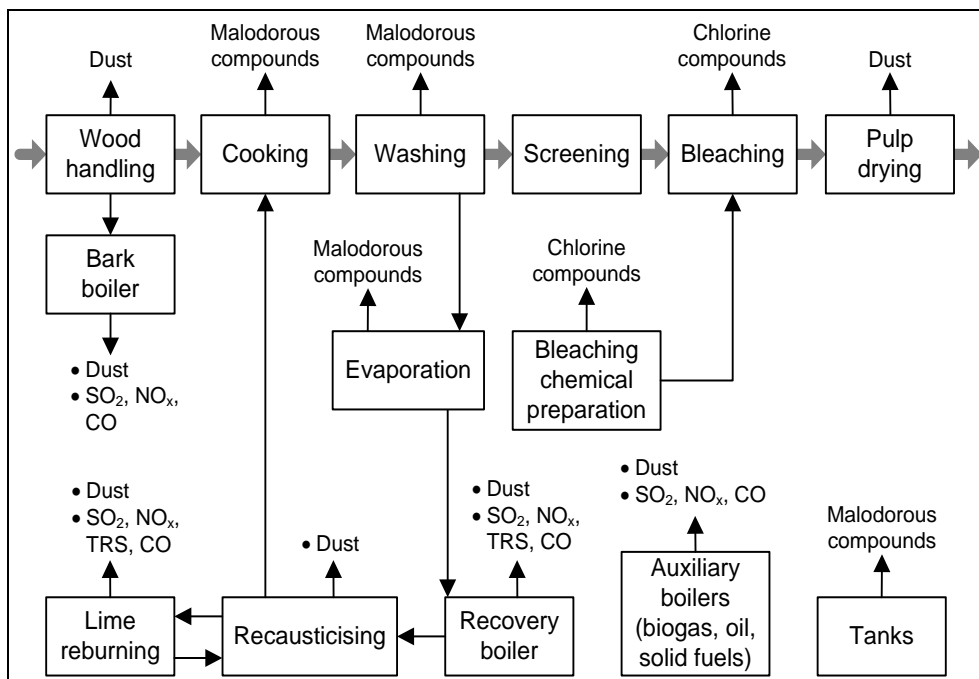 Dust
Malodorous
compounds
Malodorous
compounds
Chlorine
compounds
Dust
Wood
handling
Cooking
Washing
Screening
Bleaching
Pulp
drying
Bark
boiler
Malodorous
compounds
Chlorine
compounds
Evaporation
Bleaching
chemical
preparation
• Dust
• SO₂, NOₓ,
CO
• Dust
• SO₂, NOₓ,
TRS, CO
• Dust
• Dust
• SO₂, NOₓ,
TRS, CO
• Dust
• SO₂, NOₓ, CO
Malodorous
compounds
Lime
reburning
Recausticising
Recovery
boiler
Auxiliary
boilers
(biogas, oil,
solid fuels)
Tanks